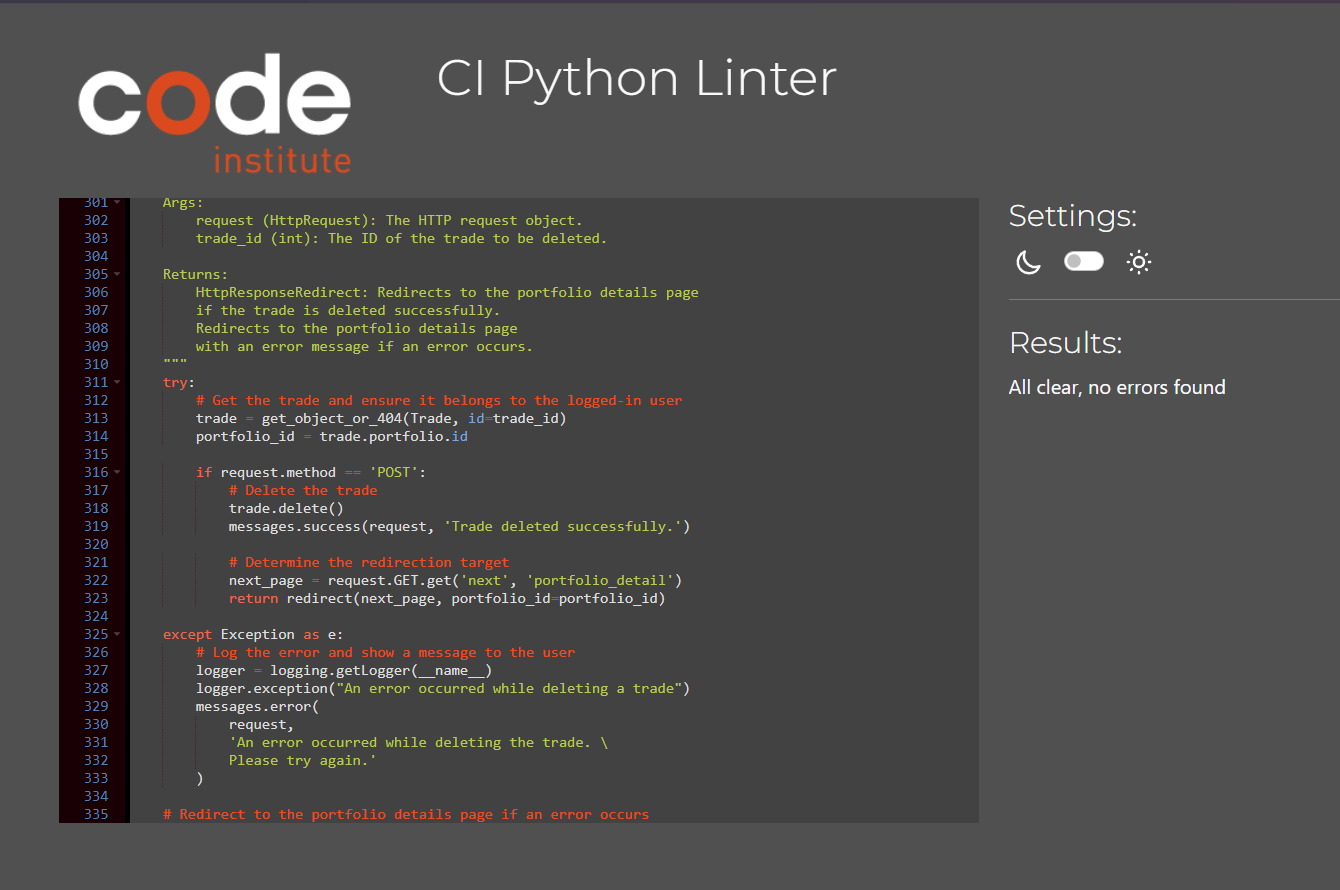 code
institute
CI Python Linter
301 Args:
302 request (HttpRequest): The HTTP request object.
303 trade_id (int): The ID of the trade to be deleted.
304
305 Returns:
306 HttpResponseRedirect: Redirects to the portfolio details page
307 if the trade is deleted successfully.
308 Redirects to the portfolio details page
309 with an error message if an error occurs.
310 """
311 try:
312 # Get the trade and ensure it belongs to the logged-in user
313 trade = get_object_or_404(Trade, id=trade_id)
314 portfolio_id = trade.portfolio.id
315
316 if request.method == 'POST':
317 # Delete the trade
318 trade.delete()
319 messages.success(request, 'Trade deleted successfully.')
320
321 # Determine the redirection target
322 next_page = request.GET.get('next', 'portfolio_detail')
323 return redirect(next_page, portfolio_id=portfolio_id)
324
325 except Exception as e:
326 # Log the error and show a message to the user
327 logger = logging.getLogger(__name__)
328 logger.exception("An error occurred while deleting a trade")
329 messages.error(
330 request,
331 'An error occurred while deleting the trade. \
332 Please try again.'
333 )
334
335 # Redirect to the portfolio details page if an error occurs
Settings:
Results:
All clear, no errors found